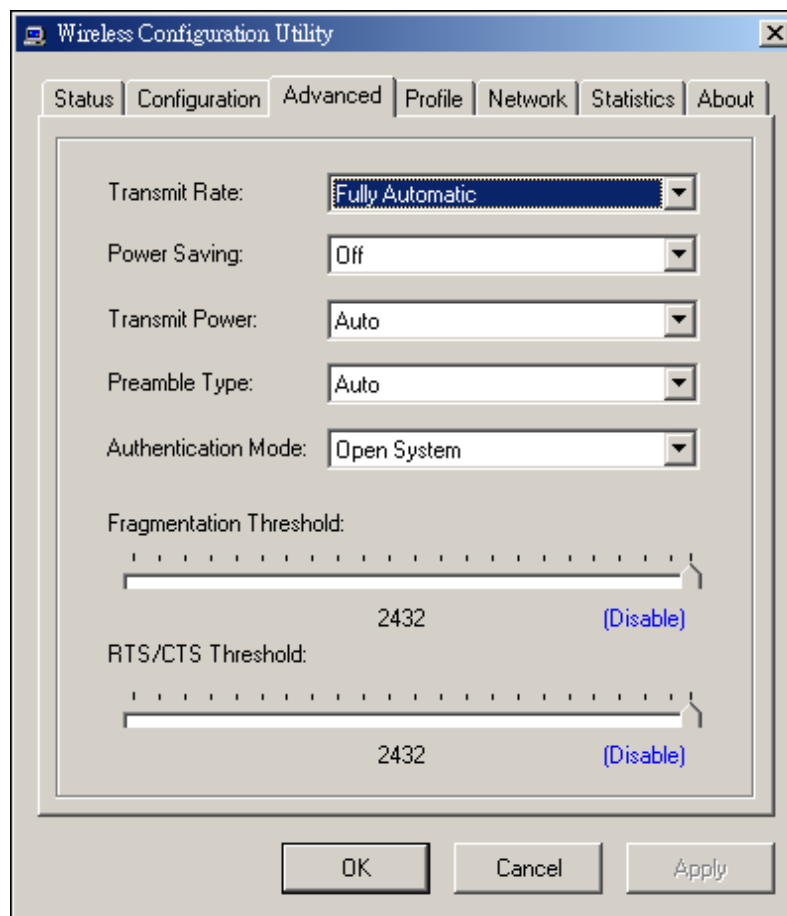 Wireless Configuration Utility
Status Configuration Advanced Profile Network Statistics About
Transmit Rate: Fully Automatic
Power Saving: Off
Transmit Power: Auto
Preamble Type: Auto
Authentication Mode: Open System
Fragmentation Threshold:
2432 (Disable)
RTS/CTS Threshold:
2432 (Disable)
OK Cancel Apply